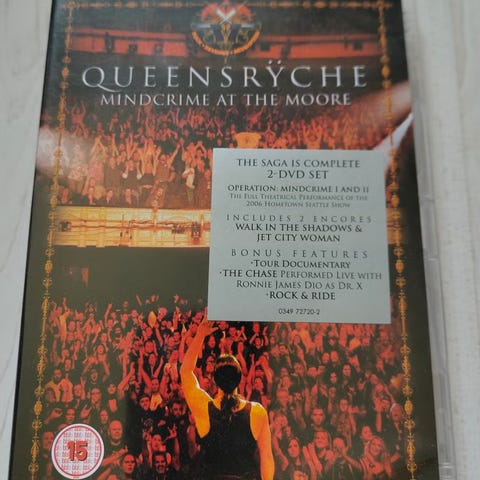 QUEENSRŸCHE
MINDCRIME AT THE MOORE
THE SAGA IS COMPLETE
2-DVD SET
OPERATION: MINDCRIME I AND II
THE FULL THEATRICAL PERFORMANCE OF THE
2006 HOMETOWN SEATTLE SHOW
INCLUDES 2 ENCORES
WALK IN THE SHADOWS &
JET CITY WOMAN
BONUS FEATURES
·TOUR DOCUMENTARY
·THE CHASE PERFORMED LIVE WITH
RONNIE JAMES DIO AS DR. X
·ROCK & RIDE
0349 72720-2
15